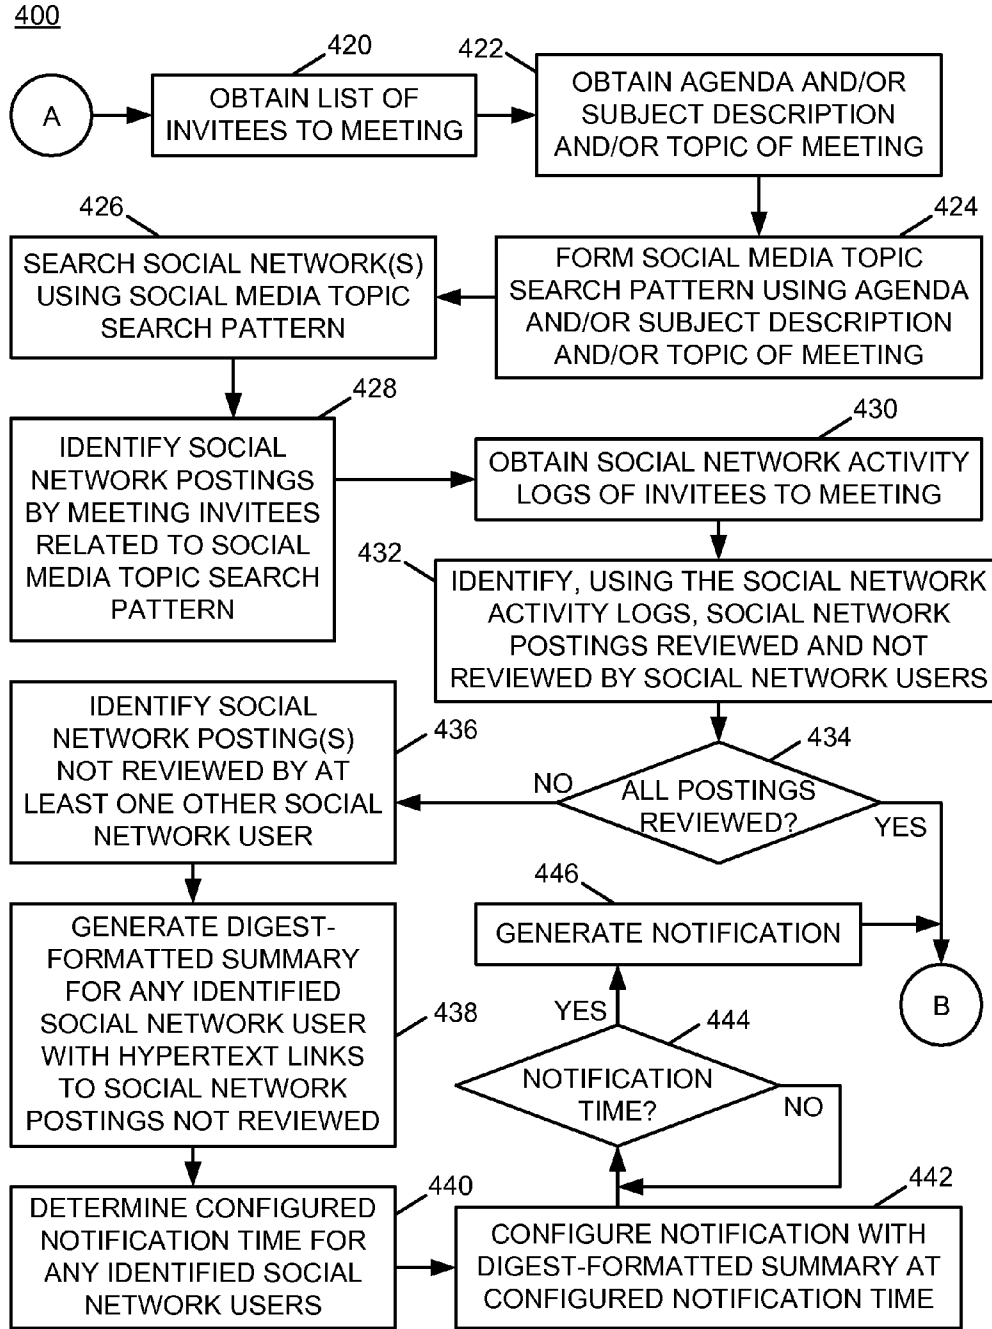 400
A
420
OBTAIN LIST OF
INVITEES TO MEETING
422
OBTAIN AGENDA AND/OR
SUBJECT DESCRIPTION
AND/OR TOPIC OF MEETING
424
FORM SOCIAL MEDIA TOPIC
SEARCH PATTERN USING AGENDA
AND/OR SUBJECT DESCRIPTION
AND/OR TOPIC OF MEETING
426
SEARCH SOCIAL NETWORK(S)
USING SOCIAL MEDIA TOPIC
SEARCH PATTERN
428
IDENTIFY SOCIAL
NETWORK POSTINGS
BY MEETING INVITEES
RELATED TO SOCIAL
MEDIA TOPIC SEARCH
PATTERN
430
OBTAIN SOCIAL NETWORK ACTIVITY
LOGS OF INVITEES TO MEETING
432
IDENTIFY, USING THE SOCIAL NETWORK
ACTIVITY LOGS, SOCIAL NETWORK
POSTINGS REVIEWED AND NOT
REVIEWED BY SOCIAL NETWORK USERS
434
ALL POSTINGS
REVIEWED?
NO
YES
436
IDENTIFY SOCIAL
NETWORK POSTING(S)
NOT REVIEWED BY AT
LEAST ONE OTHER SOCIAL
NETWORK USER
438
GENERATE DIGEST-
FORMATTED SUMMARY
FOR ANY IDENTIFIED
SOCIAL NETWORK USER
WITH HYPERTEXT LINKS
TO SOCIAL NETWORK
POSTINGS NOT REVIEWED
440
DETERMINE CONFIGURED
NOTIFICATION TIME FOR
ANY IDENTIFIED SOCIAL
NETWORK USERS
442
CONFIGURE NOTIFICATION WITH
DIGEST-FORMATTED SUMMARY AT
CONFIGURED NOTIFICATION TIME
444
NOTIFICATION
TIME?
NO
YES
446
GENERATE NOTIFICATION
B